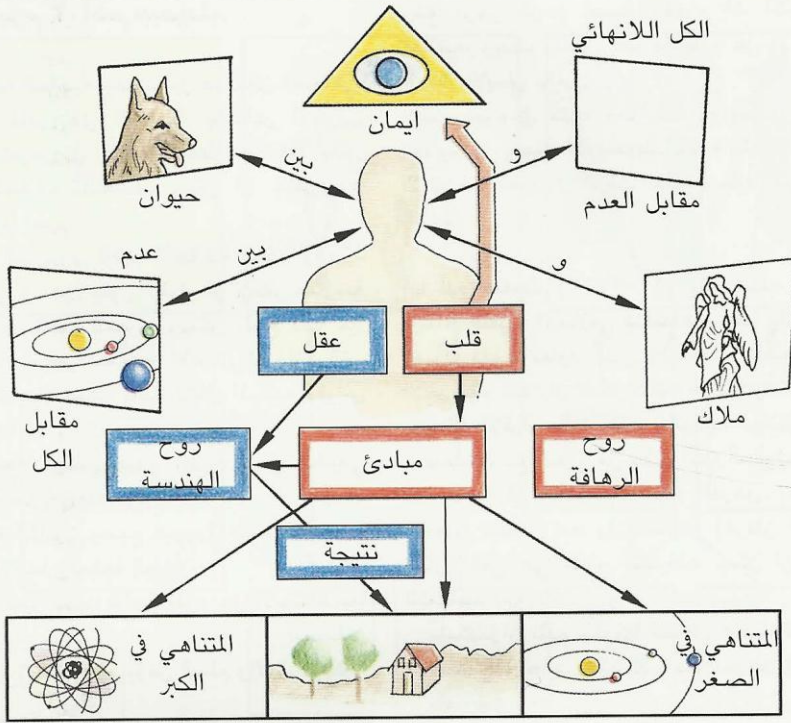 الكل اللانهائي
ايمان
و
بين
حيوان
مقابل العدم
عدم
بين
و
عقل
قلب
ملاك
مقابل
الكل
روح
الهندسة
مبادئ
روح
الرهافة
نتيجة
المتناهي في
الصغر
المتناهي في
الكبر